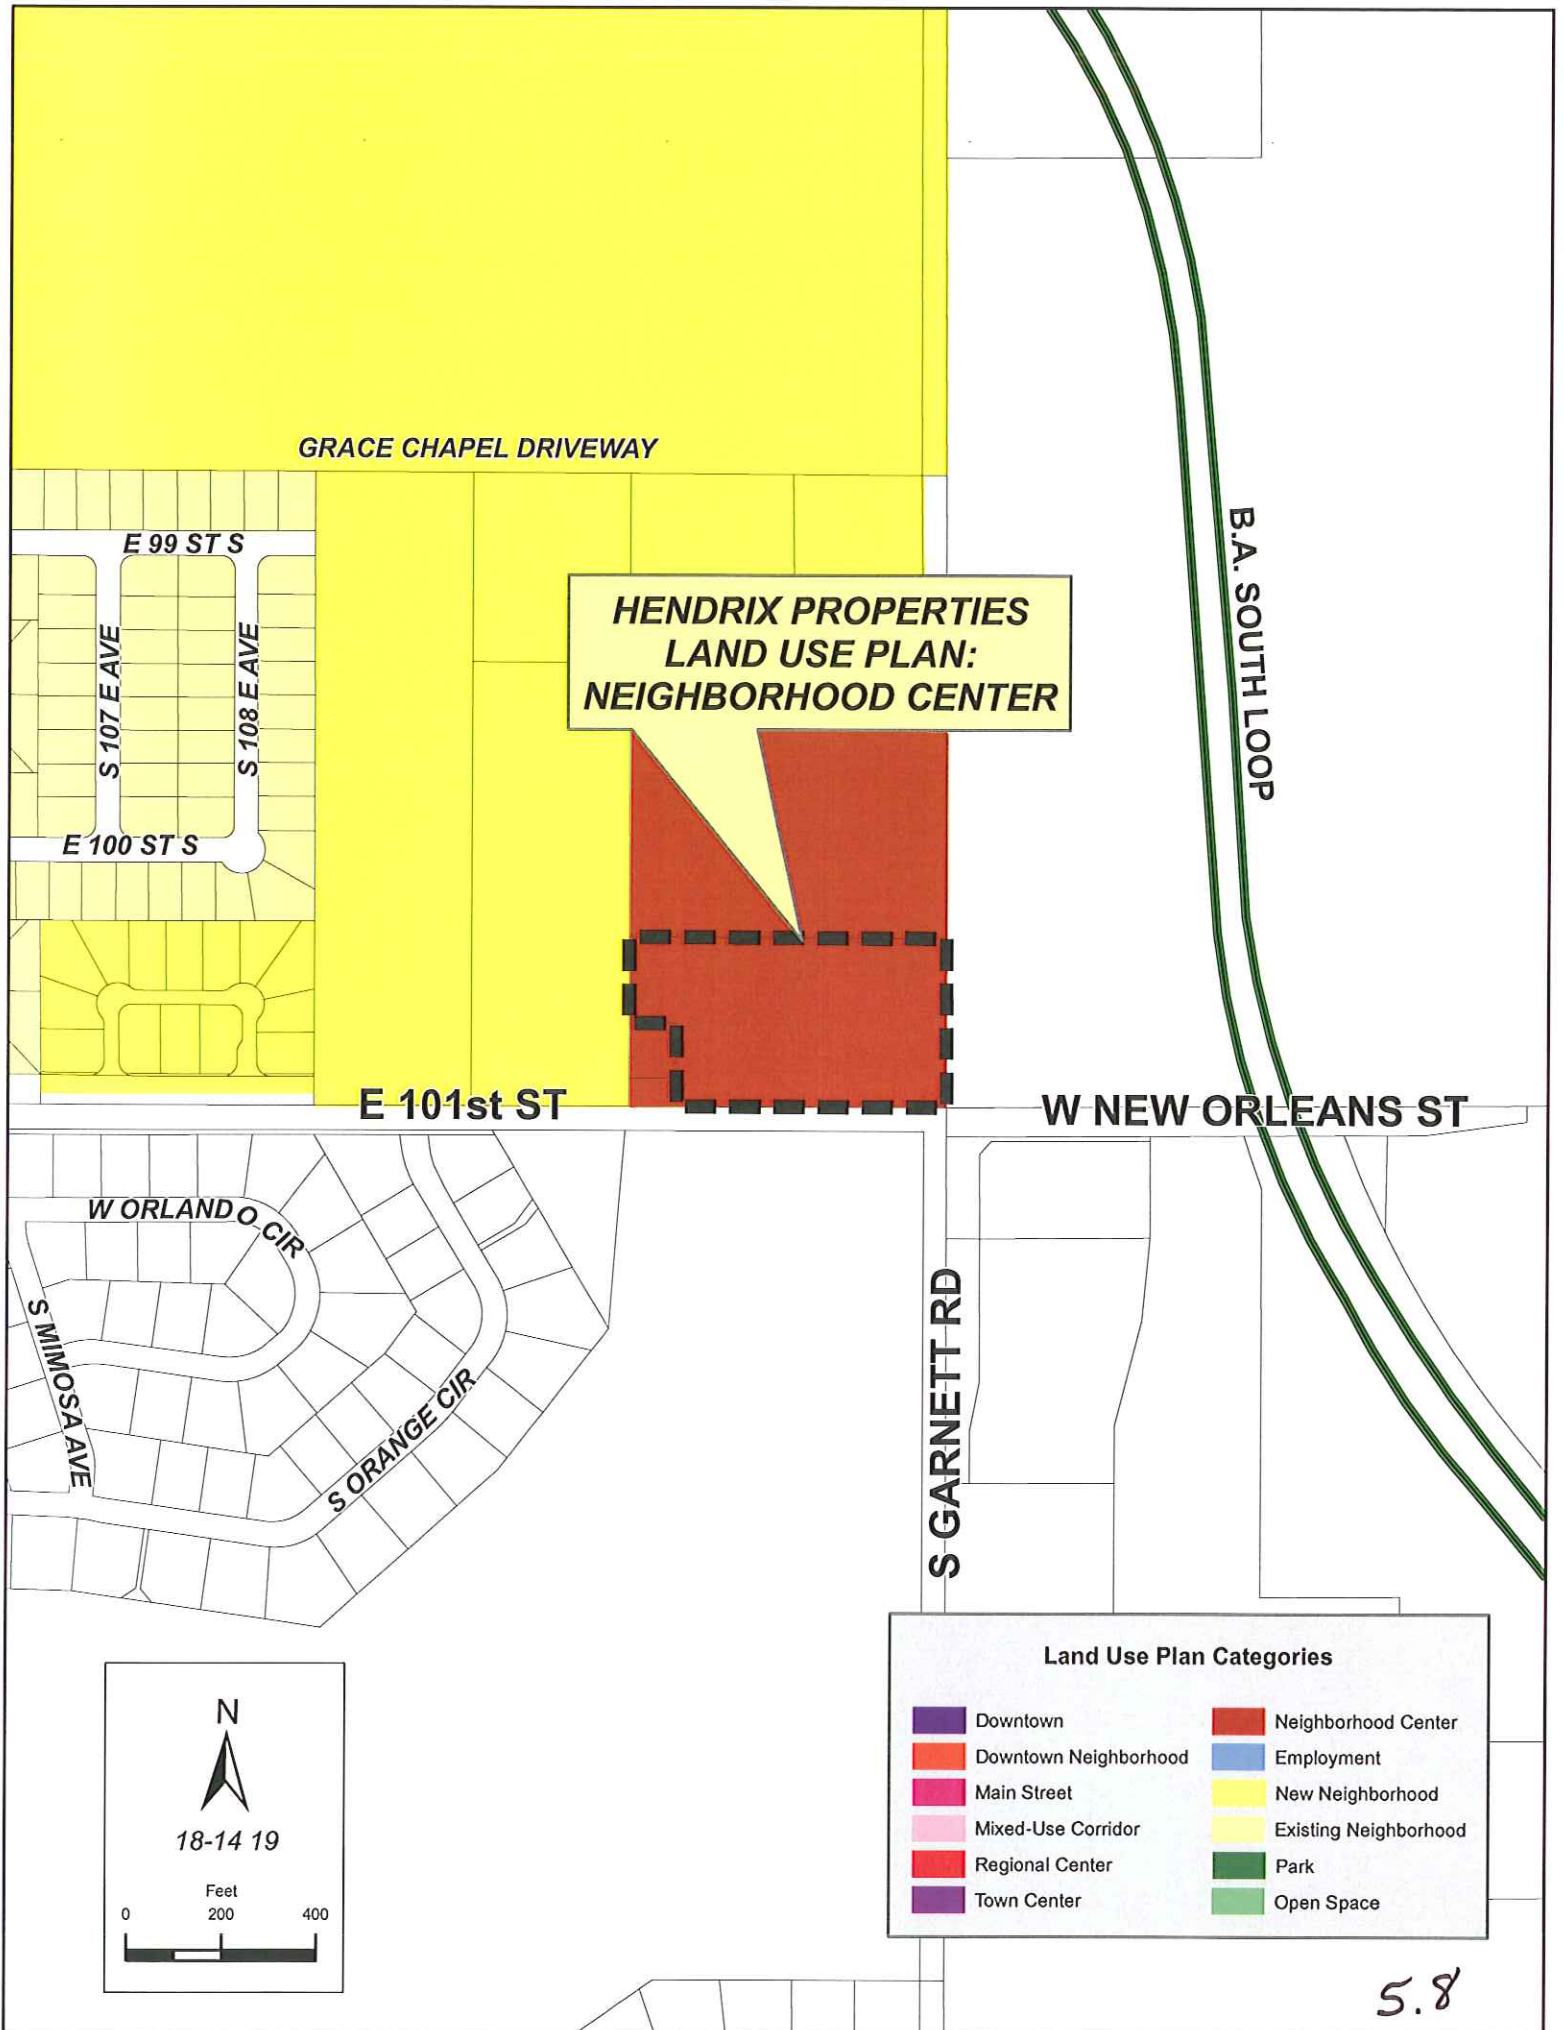 GRACE CHAPEL DRIVEWAY
E 99 ST S
S 107 E AVE
S 108 E AVE
E 100 ST S
HENDRIX PROPERTIES
LAND USE PLAN:
NEIGHBORHOOD CENTER
B.A. SOUTH LOOP
E 101st ST
W NEW ORLEANS ST
W ORLANDO CIR
S MIMOSA AVE
S ORANGE CIR
S GARNETT RD
N
18-14 19
Feet
0 200 400
Land Use Plan Categories
Downtown
Downtown Neighborhood
Main Street
Mixed-Use Corridor
Regional Center
Town Center
Neighborhood Center
Employment
New Neighborhood
Existing Neighborhood
Park
Open Space
5.8